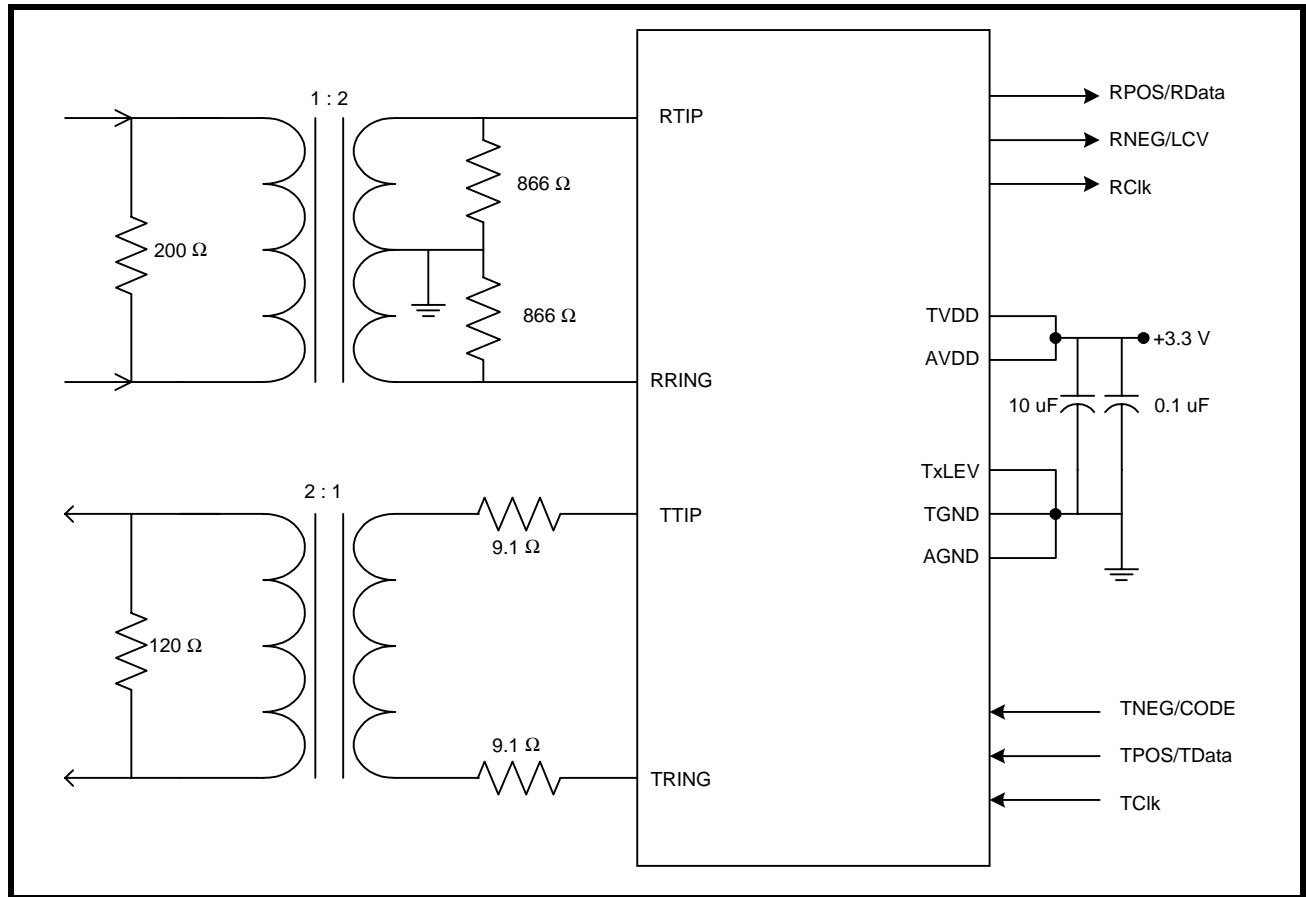 1 : 2
RTIP
866 Ω
200 Ω
866 Ω
RRING
2 : 1
TTIP
9.1 Ω
120 Ω
9.1 Ω
TRING
RPOS/RData
RNEG/LCV
RClk
TVDD
+3.3 V
AVDD
10 uF
0.1 uF
TxLEV
TGND
AGND
TNEG/CODE
TPOS/TData
TClk